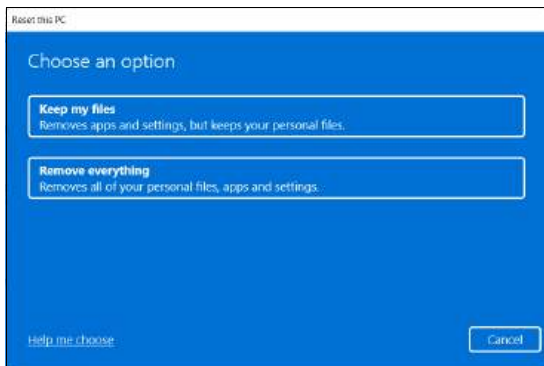 Reset this PC
Choose an option
Keep my files
Removes apps and settings, but keeps your personal files.
Remove everything
Removes all of your personal files, apps and settings.
Help me choose
Cancel